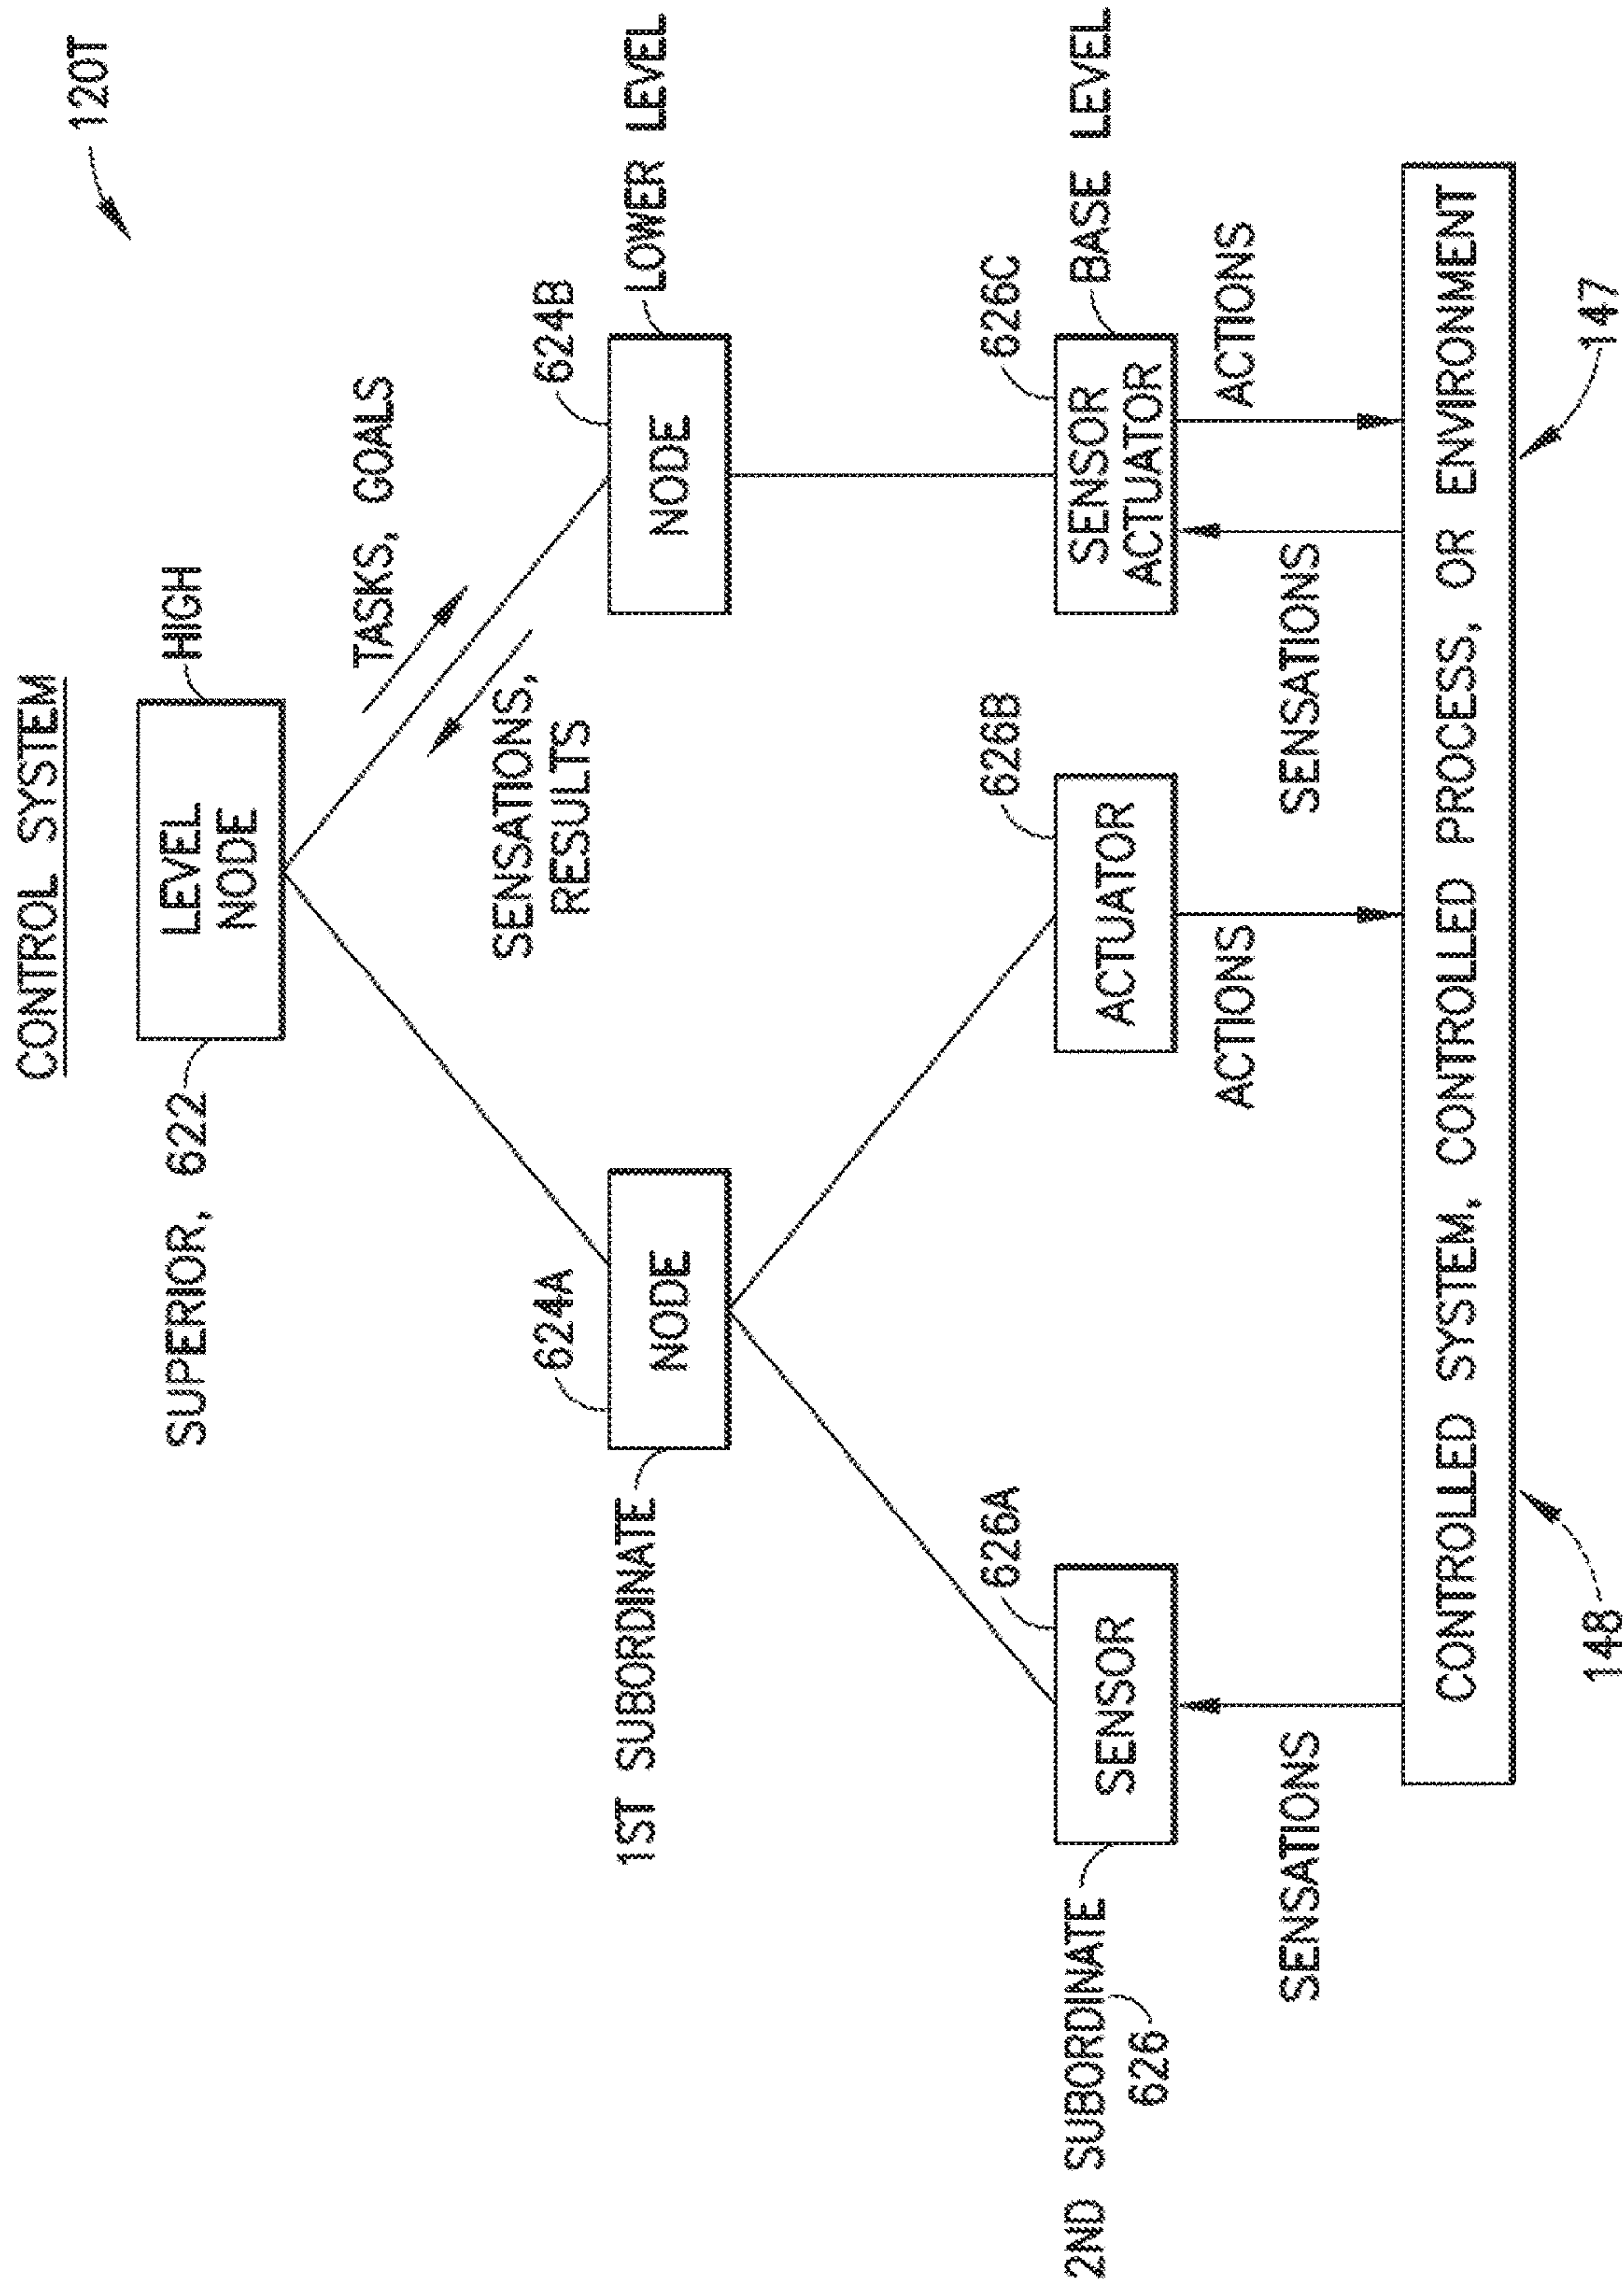 120T
CONTROL SYSTEM
SUPERIOR, 622
LEVEL
NODE
HIGH
TASKS, GOALS
SENSATIONS,
RESULTS
624A
624B
1ST SUBORDINATE
NODE
NODE
LOWER LEVEL
626A
626B
626C
2ND SUBORDINATE
626
SENSOR
ACTUATOR
SENSOR
ACTUATOR
BASE LEVEL
SENSATIONS
ACTIONS
SENSATIONS
ACTIONS
CONTROLLED SYSTEM, CONTROLLED PROCESS, OR ENVIRONMENT
148
147